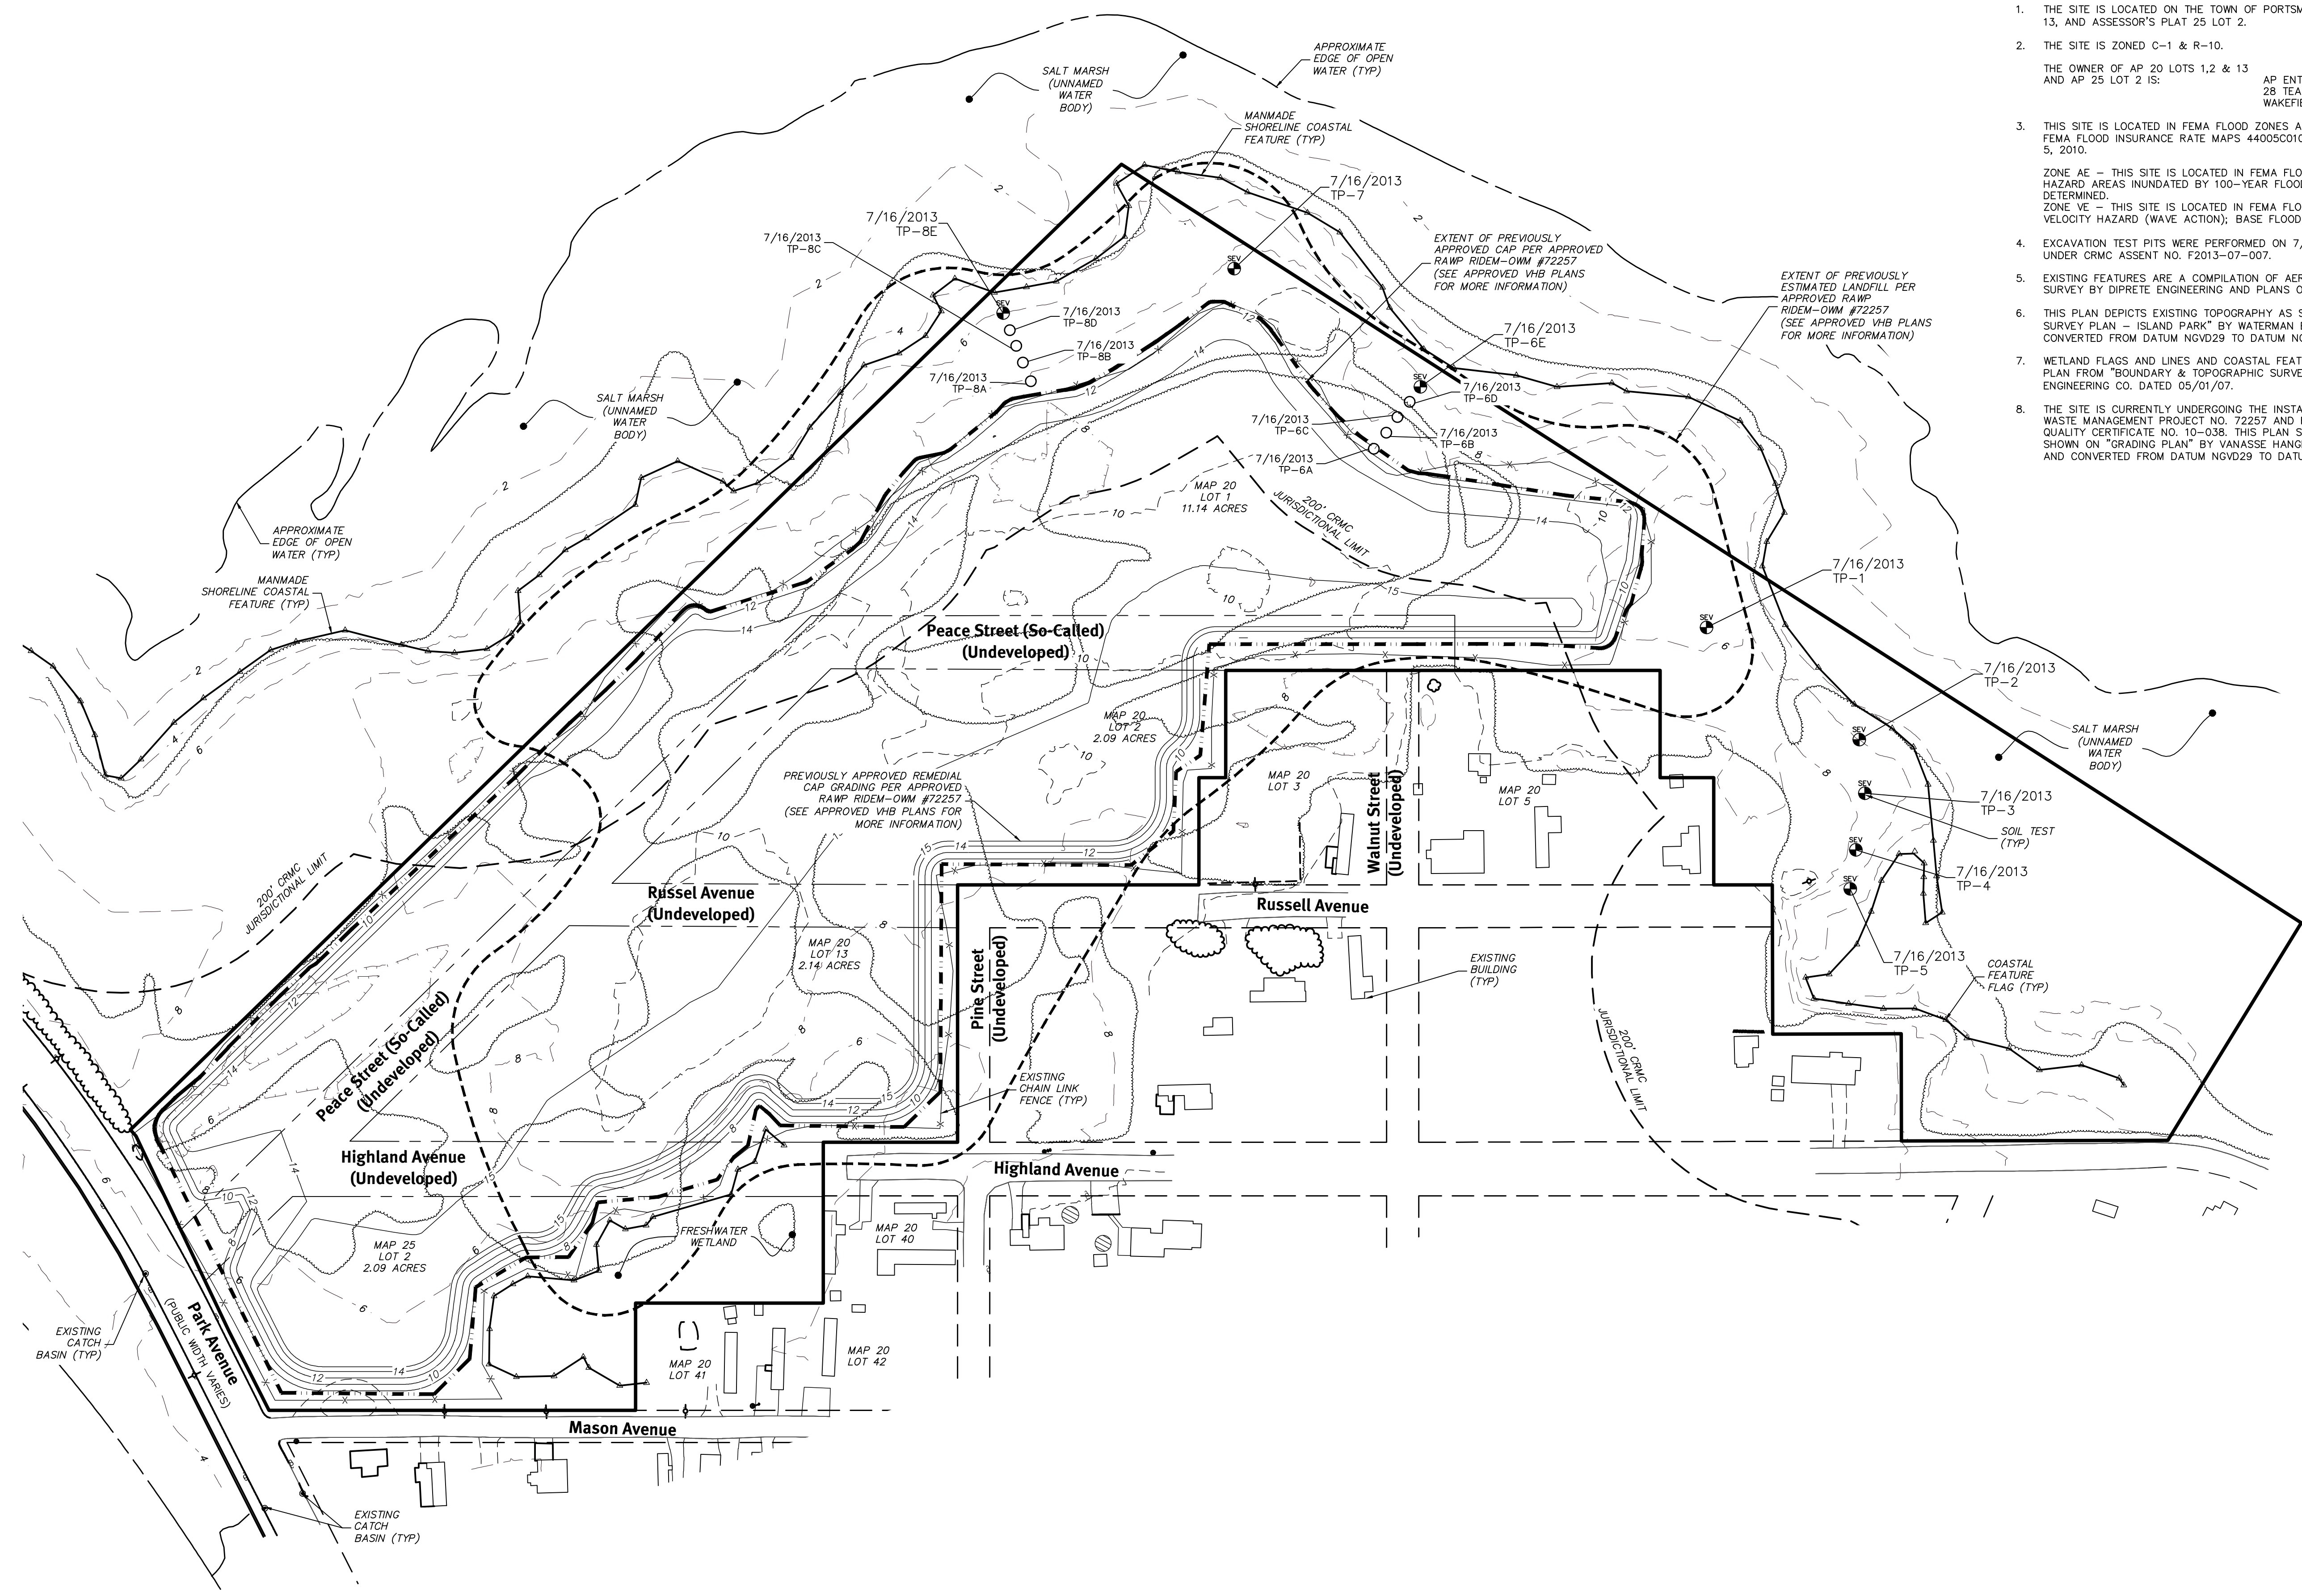 1. THE SITE IS LOCATED ON THE TOWN OF PORTSM
13, AND ASSESSOR'S PLAT 25 LOT 2.
2. THE SITE IS ZONED C-1 & R-10.
THE OWNER OF AP 20 LOTS 1,2 & 13
AND AP 25 LOT 2 IS: AP ENT
28 TEA
WAKEFIE
3. THIS SITE IS LOCATED IN FEMA FLOOD ZONES A
FEMA FLOOD INSURANCE RATE MAPS 44005C010
5, 2010.
ZONE AE - THIS SITE IS LOCATED IN FEMA FLO
HAZARD AREAS INUNDATED BY 100-YEAR FLOOD
DETERMINED.
ZONE VE - THIS SITE IS LOCATED IN FEMA FLO
VELOCITY HAZARD (WAVE ACTION); BASE FLOOD
4. EXCAVATION TEST PITS WERE PERFORMED ON 7/
UNDER CRMC ASSENT NO. F2013-07-007.
5. EXISTING FEATURES ARE A COMPILATION OF AER
SURVEY BY DIPRETE ENGINEERING AND PLANS O
6. THIS PLAN DEPICTS EXISTING TOPOGRAPHY AS S
SURVEY PLAN - ISLAND PARK" BY WATERMAN E
CONVERTED FROM DATUM NGVD29 TO DATUM NG
7. WETLAND FLAGS AND LINES AND COASTAL FEAT
PLAN FROM "BOUNDARY & TOPOGRAPHIC SURVE
ENGINEERING CO. DATED 05/01/07.
8. THE SITE IS CURRENTLY UNDERGOING THE INSTA
WASTE MANAGEMENT PROJECT NO. 72257 AND
QUALITY CERTIFICATE NO. 10-038. THIS PLAN S
SHOWN ON "GRADING PLAN" BY VANASSE HANG
AND CONVERTED FROM DATUM NGVD29 TO DATU
APPROXIMATE
EDGE OF OPEN
WATER (TYP)
SALT MARSH
(UNNAMED
WATER
BODY)
MANMADE
SHORELINE COASTAL
FEATURE (TYP)
7/16/2013
TP-7
7/16/2013
TP-8E
7/16/2013
TP-8C
SEV
SEV
7/16/2013
TP-8D
7/16/2013
TP-8B
7/16/2013
TP-8A
EXTENT OF PREVIOUSLY
APPROVED CAP PER APPROVED
RAWP RIDEM-OWM #72257
(SEE APPROVED VHB PLANS
FOR MORE INFORMATION)
EXTENT OF PREVIOUSLY
ESTIMATED LANDFILL PER
APPROVED RAWP
RIDEM-OWM #72257
(SEE APPROVED VHB PLANS
FOR MORE INFORMATION)
7/16/2013
TP-6E
SEV
7/16/2013
TP-6D
7/16/2013
TP-6C
7/16/2013
TP-6B
7/16/2013
TP-6A
SALT MARSH
(UNNAMED
WATER
BODY)
MAP 20
LOT 1
11.14 ACRES
200' CRMC
JURISDICTIONAL LIMIT
APPROXIMATE
EDGE OF OPEN
WATER (TYP)
MANMADE
SHORELINE COASTAL
FEATURE (TYP)
7/16/2013
TP-1
SEV
Peace Street (So-Called)
(Undeveloped)
7/16/2013
TP-2
SEV
MAP 20
LOT 2
2.09 ACRES
SALT MARSH
(UNNAMED
WATER
BODY)
PREVIOUSLY APPROVED REMEDIAL
CAP GRADING PER APPROVED
RAWP RIDEM-OWM #72257
(SEE APPROVED VHB PLANS FOR
MORE INFORMATION)
MAP 20
LOT 3
Walnut Street
(Undeveloped)
MAP 20
LOT 5
SEV
7/16/2013
TP-3
SOIL TEST
(TYP)
SEV
7/16/2013
TP-4
SEV
200' CRMC
JURISDICTIONAL LIMIT
Russel Avenue
(Undeveloped)
Russell Avenue
MAP 20
LOT 13
2.14 ACRES
Pine Street
(Undeveloped)
EXISTING
BUILDING
(TYP)
7/16/2013
TP-5
COASTAL
FEATURE
FLAG (TYP)
200' CRMC
JURISDICTIONAL LIMIT
Peace Street (So-Called)
(Undeveloped)
EXISTING
CHAIN LINK
FENCE (TYP)
Highland Avenue
(Undeveloped)
Highland Avenue
MAP 25
LOT 2
2.09 ACRES
FRESHWATER
WETLAND
MAP 20
LOT 40
Park Avenue
(PUBLIC WIDTH VARIES)
EXISTING
CATCH
BASIN (TYP)
MAP 20
LOT 41
MAP 20
LOT 42
Mason Avenue
EXISTING
CATCH
BASIN (TYP)